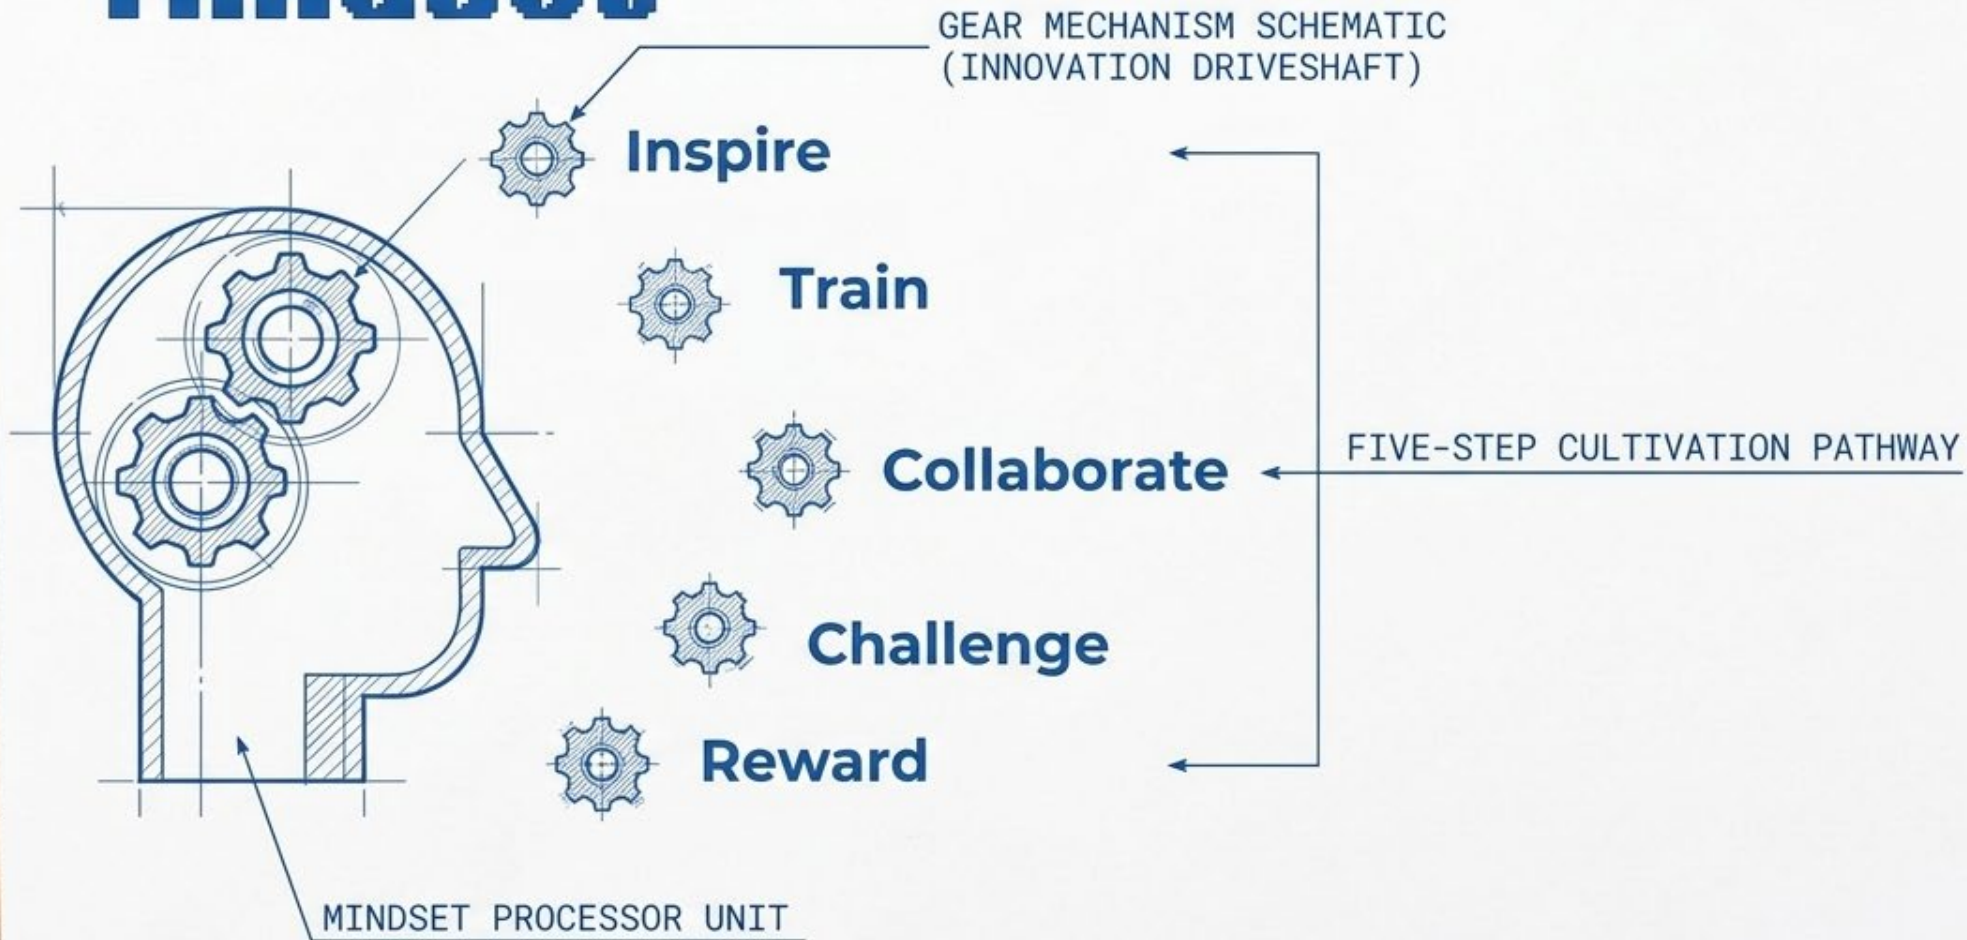 GEAR MECHANISM SCHEMATIC
(INNOVATION DRIVESHAFT)
Inspire
Train
Collaborate
FIVE-STEP CULTIVATION PATHWAY
Challenge
Reward
MINDSET PROCESSOR UNIT